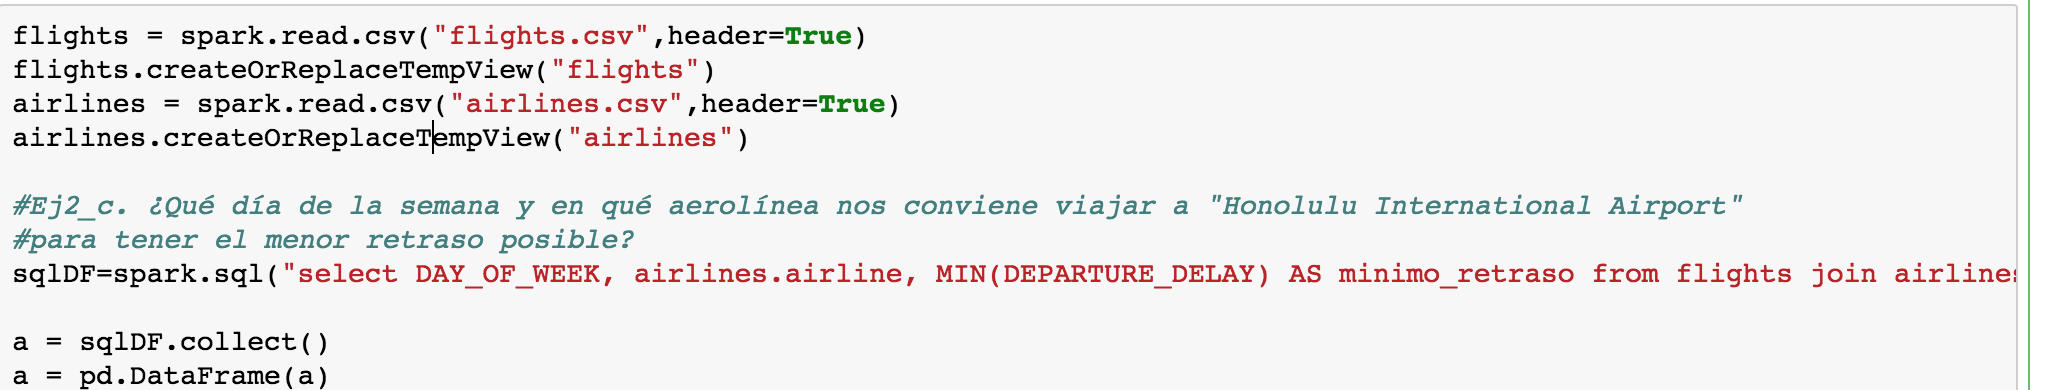 flights = spark.read.csv("flights.csv",header=True)
flights.createOrReplaceTempView("flights")
airlines = spark.read.csv("airlines.csv",header=True)
airlines.createOrReplaceTempView("airlines")
#Ej2_c. ¿Qué día de la semana y en qué aerolínea nos conviene viajar a "Honolulu International Airport"
#para tener el menor retraso posible?
sqlDF=spark.sql("select DAY_OF_WEEK, airlines.airline, MIN(DEPARTURE_DELAY) AS minimo_retraso from flights join airlines
a = sqlDF.collect()
a = pd.DataFrame(a)